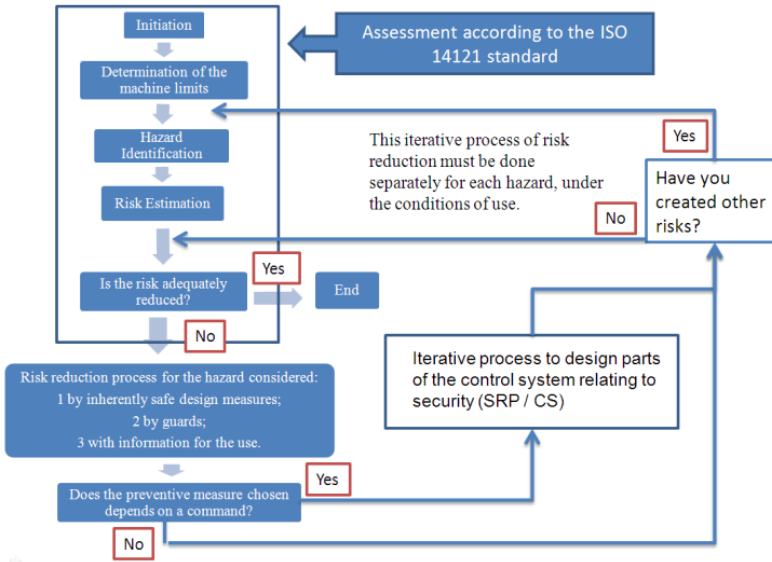 Initiation
Assessment according to the ISO
14121 standard
Determination of the
machine limits
Yes
Hazard
Identification
This iterative process of risk
reduction must be done
separately for each hazard, under
the conditions of use.
Have you
created other
risks?
Risk Estimation
No
Yes
Is the risk adequately
reduced?
End
No
Iterative process to design parts
of the control system relating to
security (SRP / CS)
Risk reduction process for the hazard considered:
1 by inherently safe design measures;
2 by guards;
3 with information for the use.
Yes
Does the preventive measure chosen
depends on a command?
No